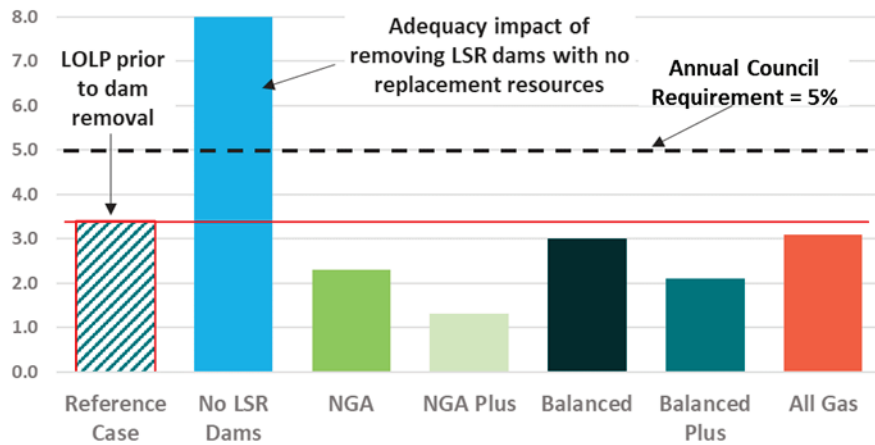 8.0
7.0
6.0
5.0
4.0
3.0
2.0
1.0
0.0
LOLP prior
to dam
removal
Adequacy impact of
removing LSR dams with no
replacement resources
Annual Council
Requirement = 5%
Reference
Case
No LSR
Dams
NGA
NGA Plus
Balanced
Balanced
Plus
All Gas